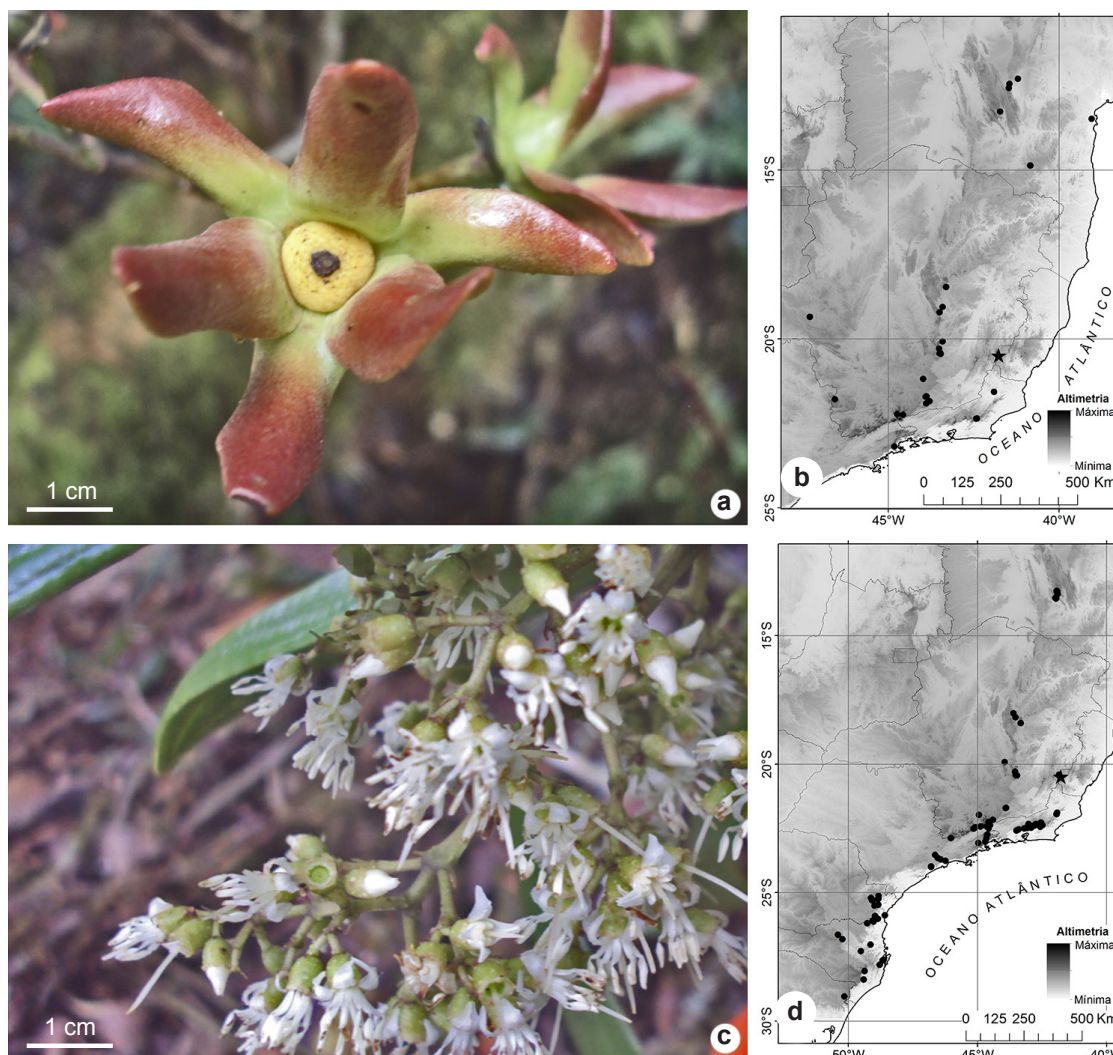 1 cm
a
15°S
20°S
25°S
45°W
40°W
OCEANO ATLÂNTICO
Altimetria
Máxima
Mínima
0 125 250 500 Km
b
1 cm
c
15°S
20°S
25°S
30°S
50°W
45°W
40°W
OCEANO ATLÂNTICO
Altimetria
Máxima
Mínima
0 125 250 500 Km
d